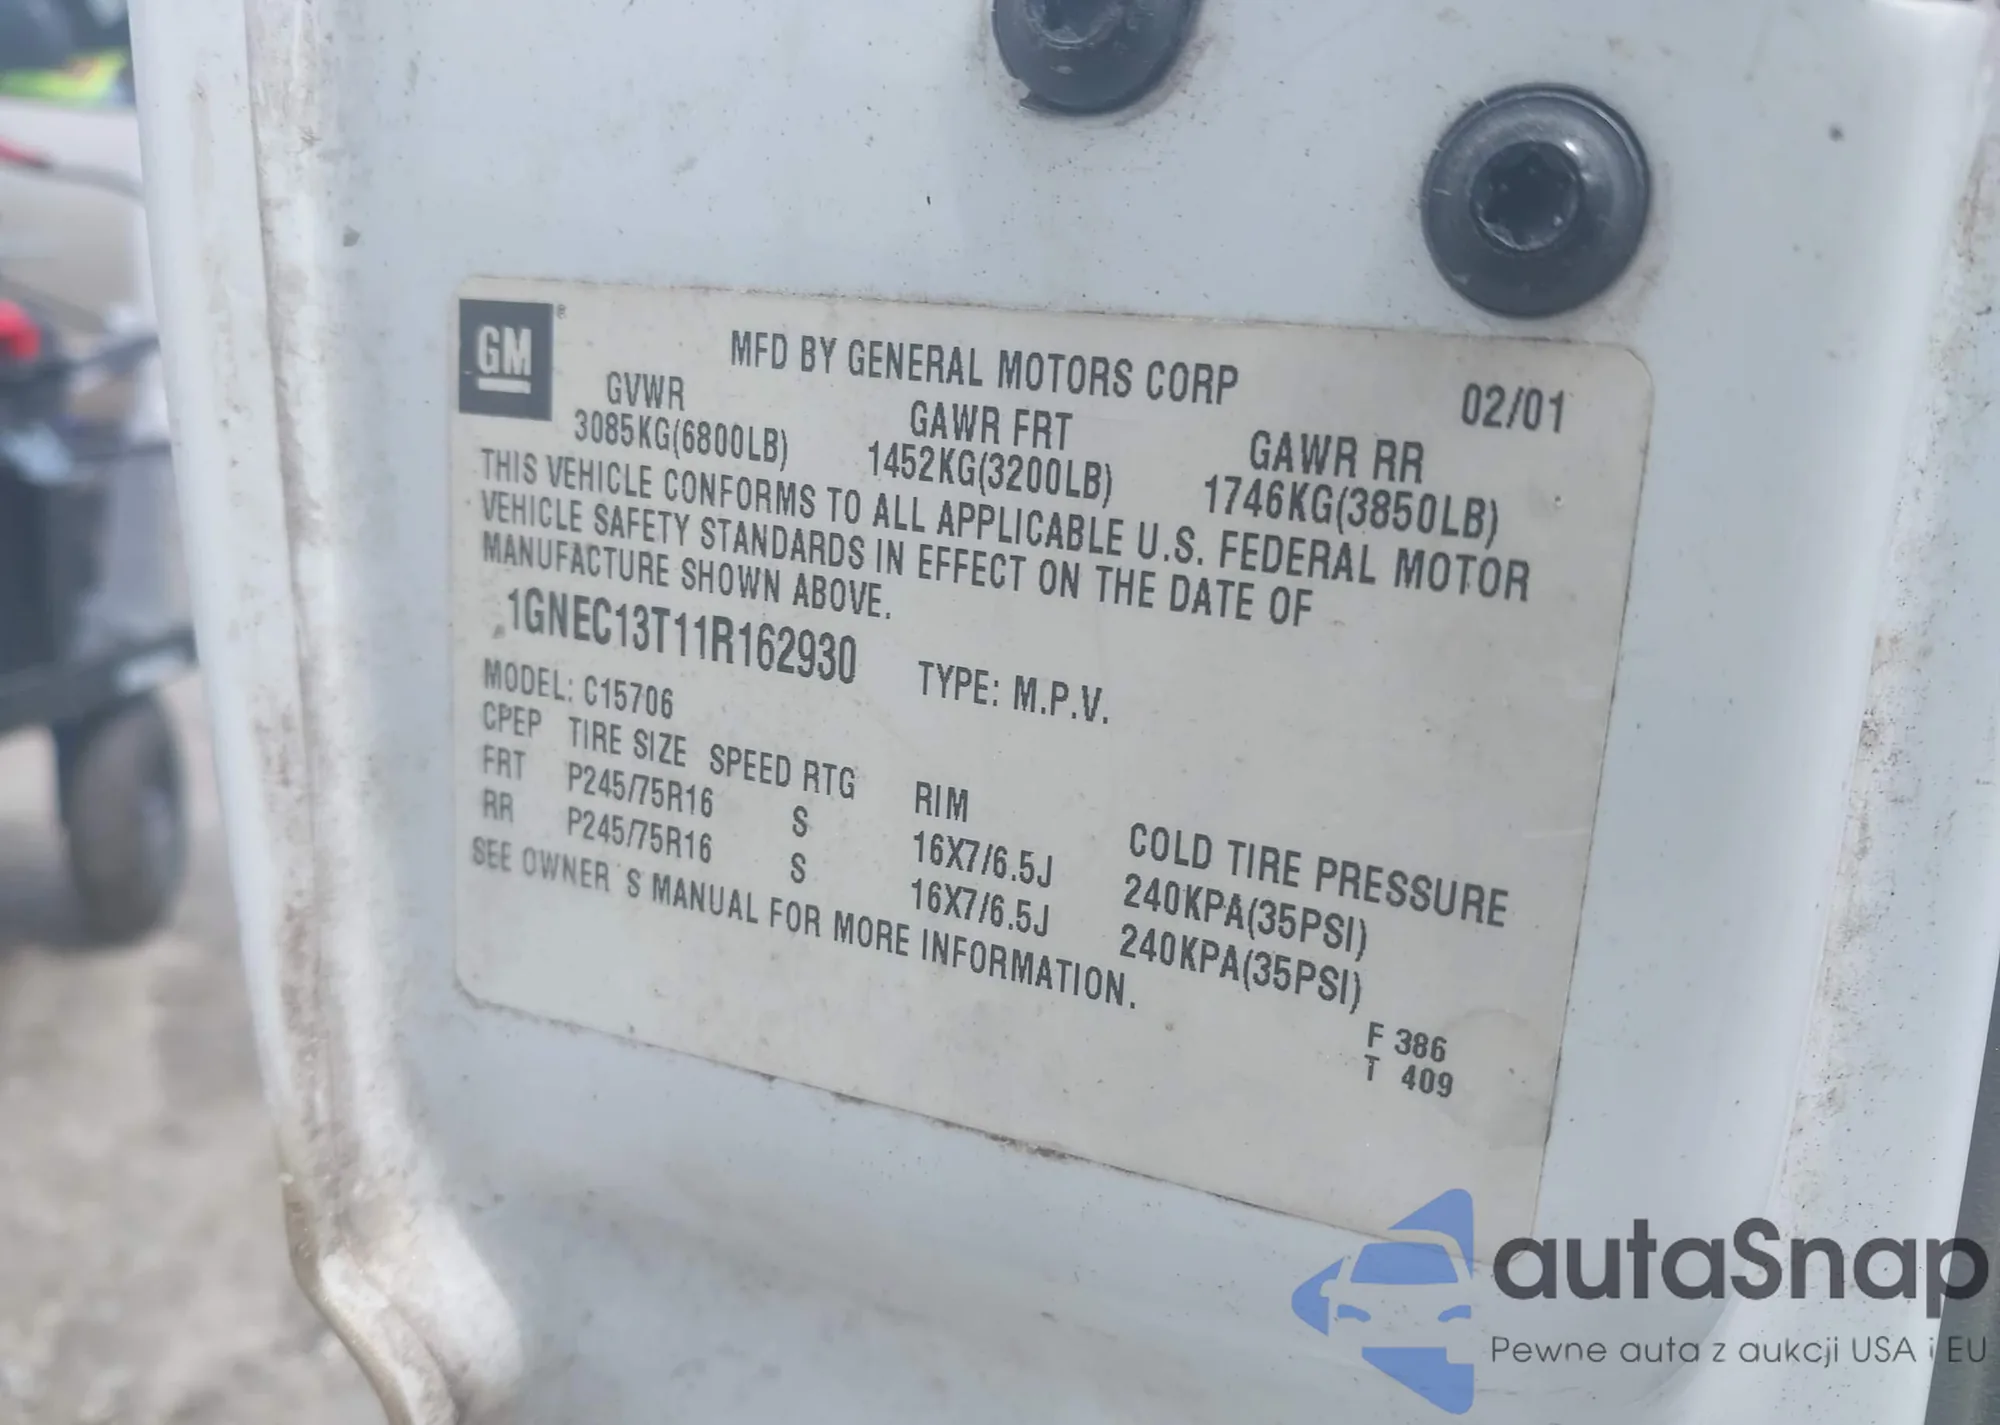 GM ®
MFD BY GENERAL MOTORS CORP 02/01
GVWR GAWR FRT GAWR RR
3085KG(6800LB) 1452KG(3200LB) 1746KG(3850LB)
THIS VEHICLE CONFORMS TO ALL APPLICABLE U.S. FEDERAL MOTOR
VEHICLE SAFETY STANDARDS IN EFFECT ON THE DATE OF
MANUFACTURE SHOWN ABOVE.
1GNEC13T11R162930 TYPE: M.P.V.
MODEL: C15706
CPEP TIRE SIZE SPEED RTG RIM COLD TIRE PRESSURE
FRT P245/75R16 S 16X7/6.5J 240KPA(35PSI)
RR P245/75R16 S 16X7/6.5J 240KPA(35PSI)
SEE OWNER'S MANUAL FOR MORE INFORMATION.
F 386
T 409
autaSnap
Pewne auta z aukcji USA i EU